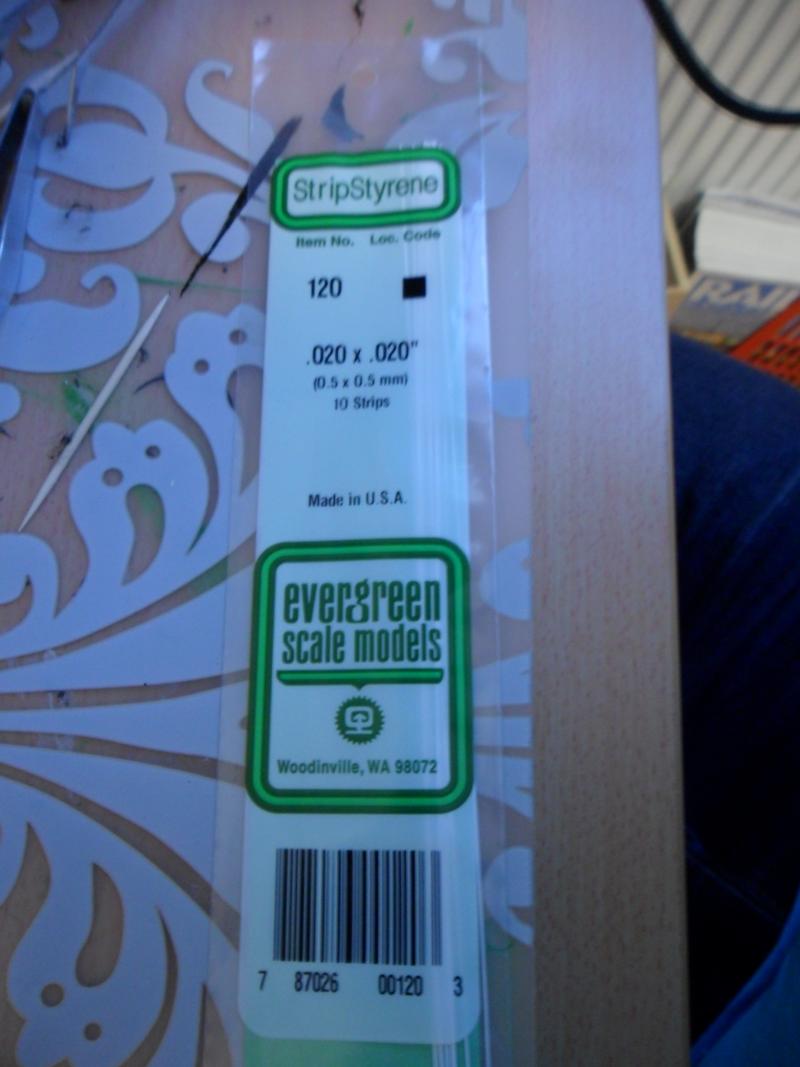 StripStyrene
Item No. Loc. Code
120
.020 x .020"
(0.5 x 0.5 mm)
10 Strips
Made in U.S.A.
evergreen
scale models
Woodinville, WA 98072
7 87026 00120 3
RAI